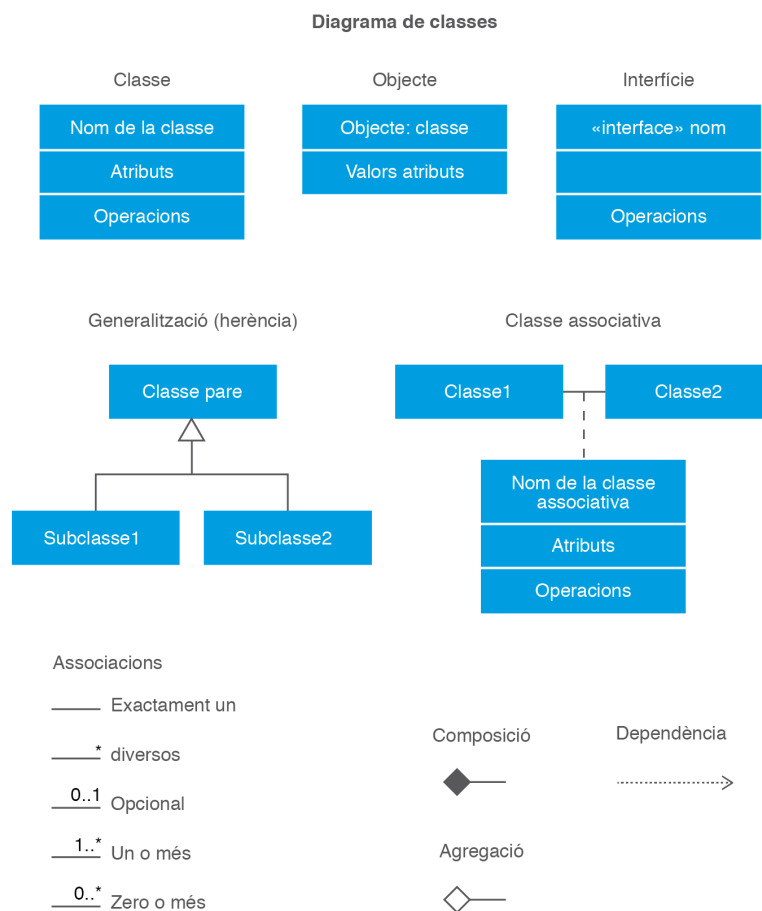 Diagrama de classes
Classe
Objecte
Interfície
Nom de la classe
Atributs
Operacions
Objecte: classe
Valors atributs
«interface» nom
Operacions
Generalització (herència)
Classe associativa
Classe pare
Subclasse1
Subclasse2
Classe1
Classe2
Nom de la classe
associativa
Atributs
Operacions
Associacions
Exactament un
* diversos
0..1 Opcional
1..* Un o més
0..* Zero o més
Composició
Dependència
Agregació